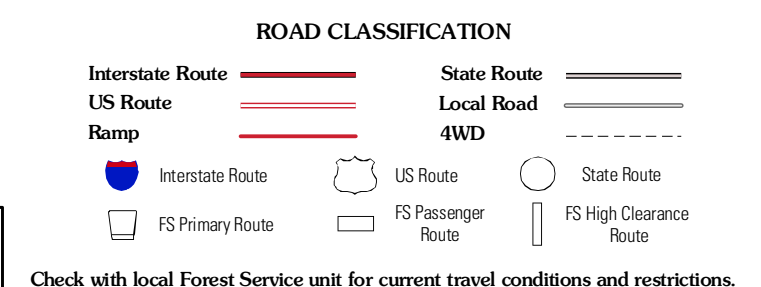 ROAD CLASSIFICATION
Interstate Route
State Route
US Route
Local Road
Ramp
4WD
Interstate Route
US Route
State Route
FS Primary Route
FS Passenger
Route
FS High Clearance
Route
Check with local Forest Service unit for current travel conditions and restrictions.